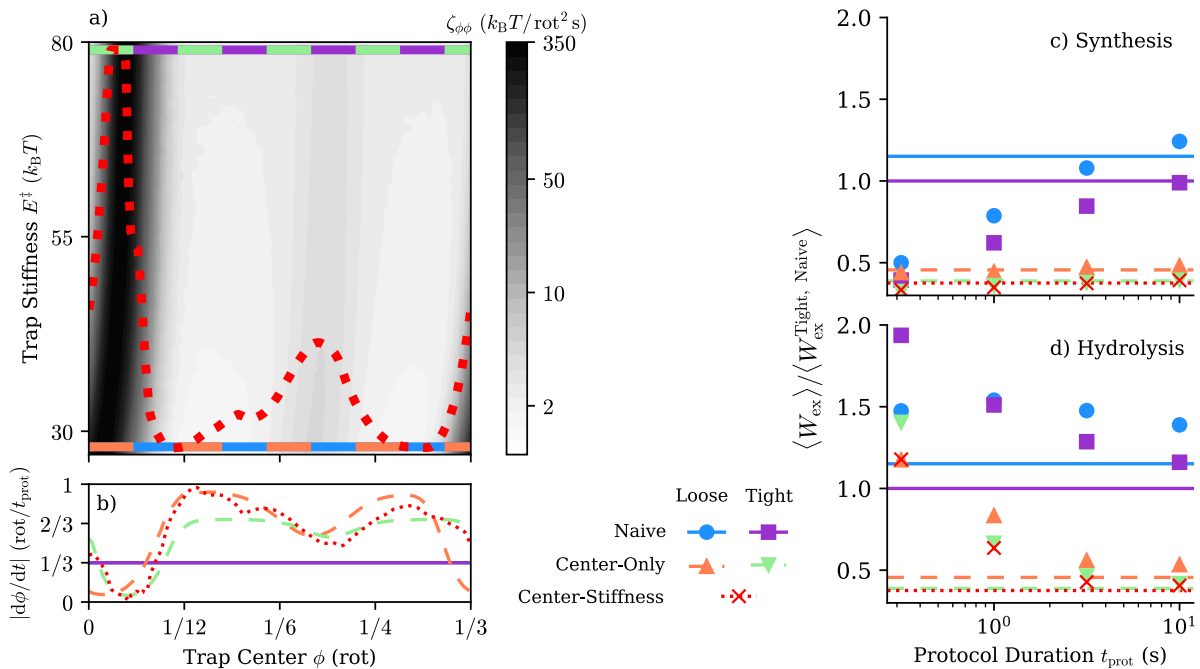 a)
ζϕϕ (kBT/rot² s)
80
55
30
Trap Stiffness E‡ (kBT)
350
50
10
2
b)
1
2/3
1/3
0
|dϕ/dt| (rot/tprot)
0
1/12
1/6
1/4
1/3
Trap Center ϕ (rot)
c) Synthesis
2.0
1.5
1.0
0.5
⟨Wex⟩/⟨Wex^Tight, Naive⟩
d) Hydrolysis
2.0
1.5
1.0
0.5
10⁰
10¹
Protocol Duration tprot (s)
Loose Tight
Naive
Center-Only
Center-Stiffness